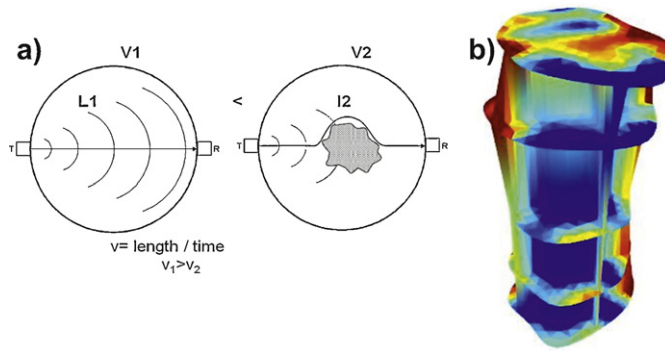 a)
V1
L1
T
R
<
V2
l2
T
R
v= length / time
v₁>v₂
b)